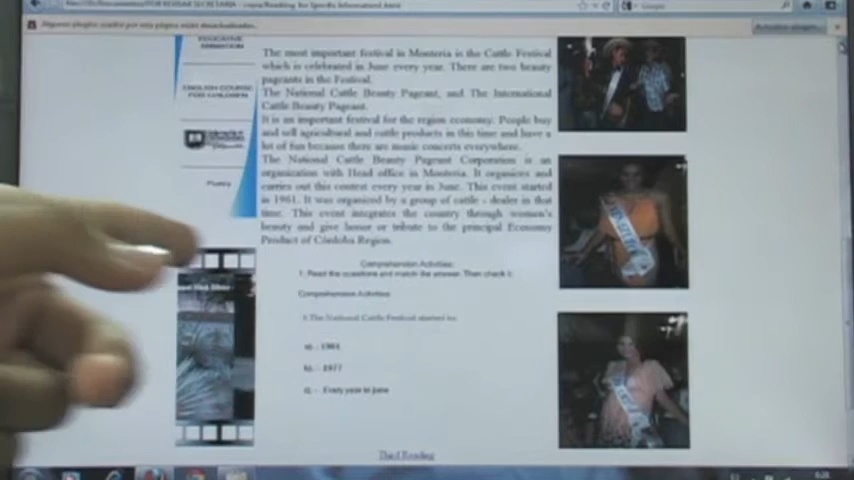 EDUCATIVE
ANIMATION
ENGLISH COURSE
FOR CHILDREN
Poetry
The most important festival in Monteria is the Cattle Festival
which is celebrated in June every year. There are two beauty
pageants in the Festival.
The National Cattle Beauty Pageant, and The International
Cattle Beauty Pageant.
It is an important festival for the region economy. People buy
and sell agricultural and cattle products in this time and have a
lot of fun because there are music concerts everywhere.
The National Cattle Beauty Pageant Corporation is an
organization with Head office in Monteria. It organizes and
carries out this contest every year in June. This event started
in 1961. It was organized by a group of cattle - dealer in that
time. This event integrates the country through women's
beauty and give honor or tribute to the principal Economy
Product of Córdoba Region.
Comprehension Activities:
1. Read the questions and match the answer. Then check it:
Comprehension Activities:
1. The National Cattle Festival started in:
a). - 1961
b). - 1977
c). - Every year in june
Third Reading